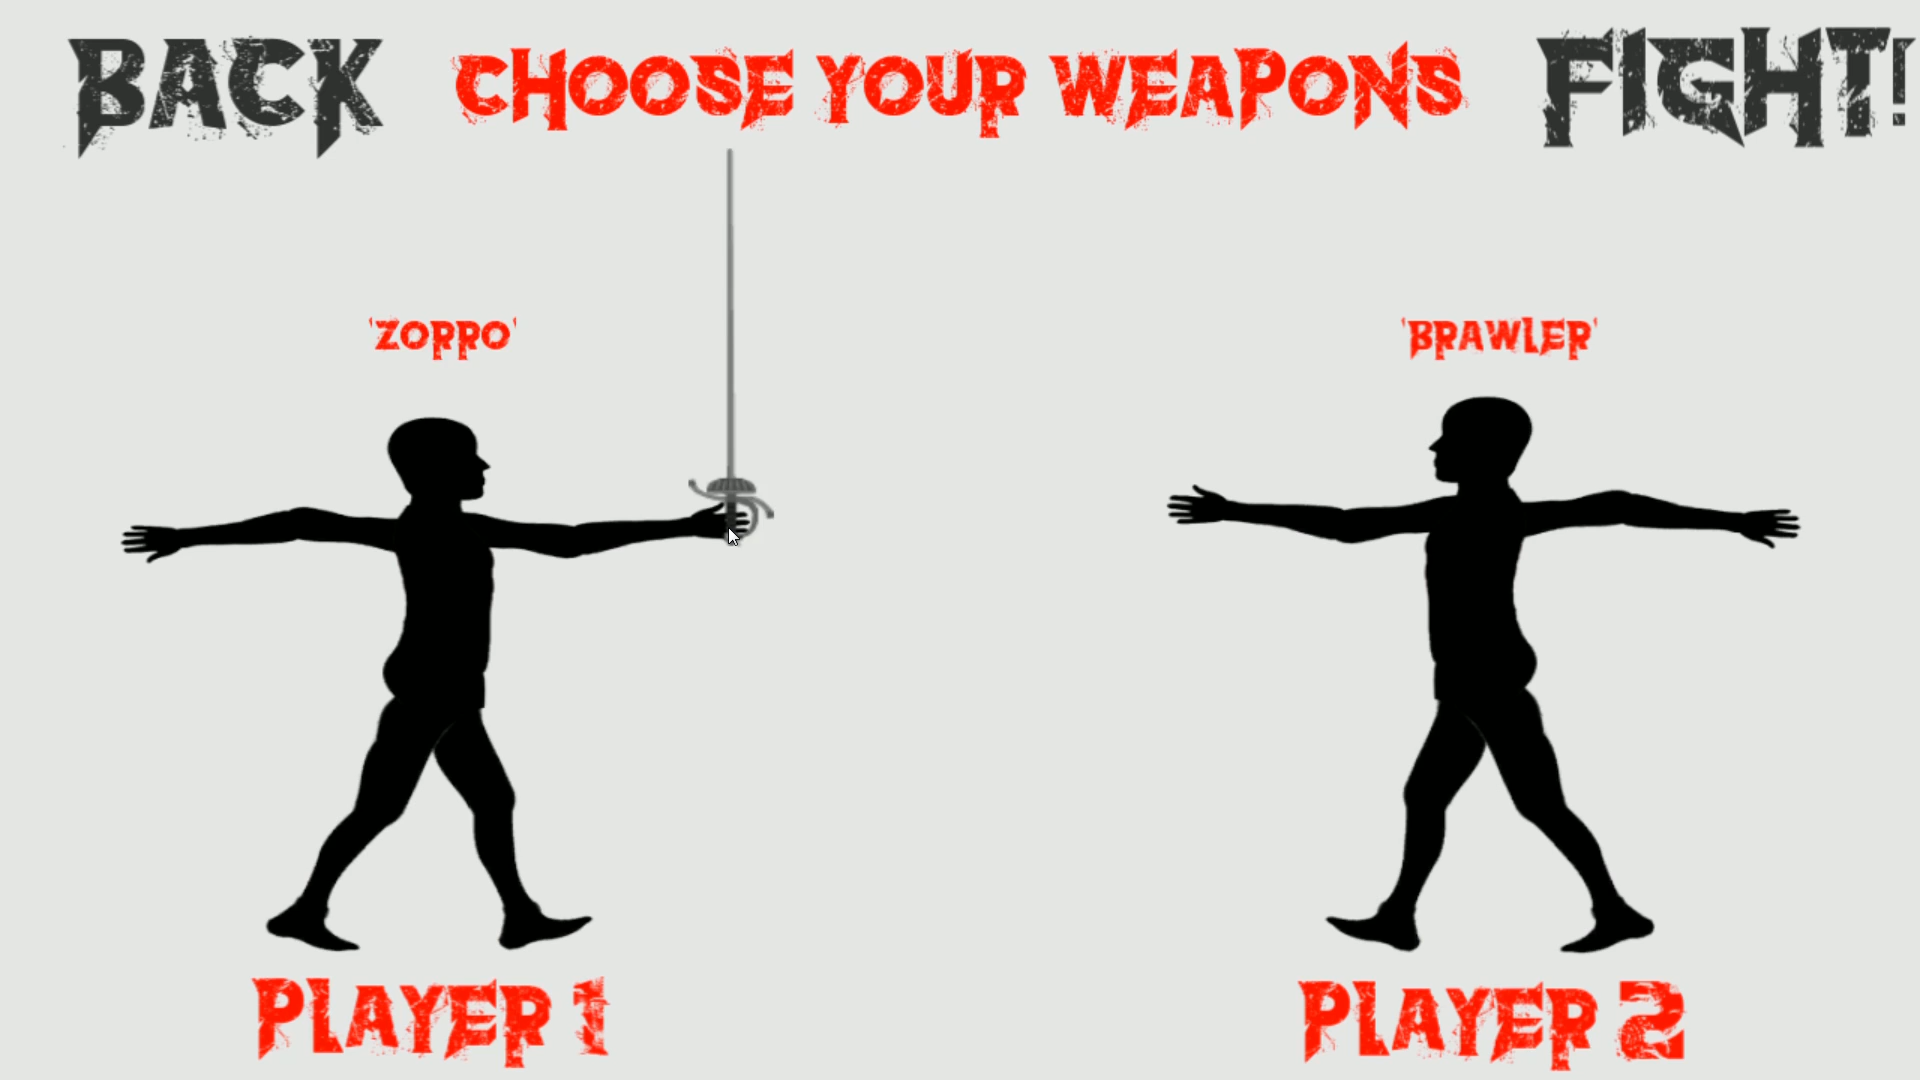 BACK
CHOOSE YOUR WEAPONS
FIGHT!
'ZORRO'
'BRAWLER'
PLAYER 1
PLAYER 2